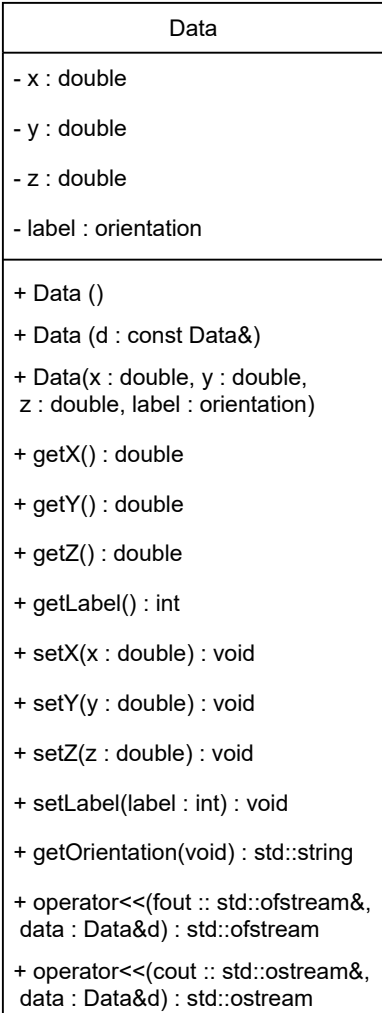 Data
- x : double
- y : double
- z : double
- label : orientation
+ Data ()
+ Data (d : const Data&)
+ Data(x : double, y : double,
z : double, label : orientation)
+ getX() : double
+ getY() : double
+ getZ() : double
+ getLabel() : int
+ setX(x : double) : void
+ setY(y : double) : void
+ setZ(z : double) : void
+ setLabel(label : int) : void
+ getOrientation(void) : std::string
+ operator<<(fout :: std::ofstream&,
data : Data&d) : std::ofstream
+ operator<<(cout :: std::ostream&,
data : Data&d) : std::ostream